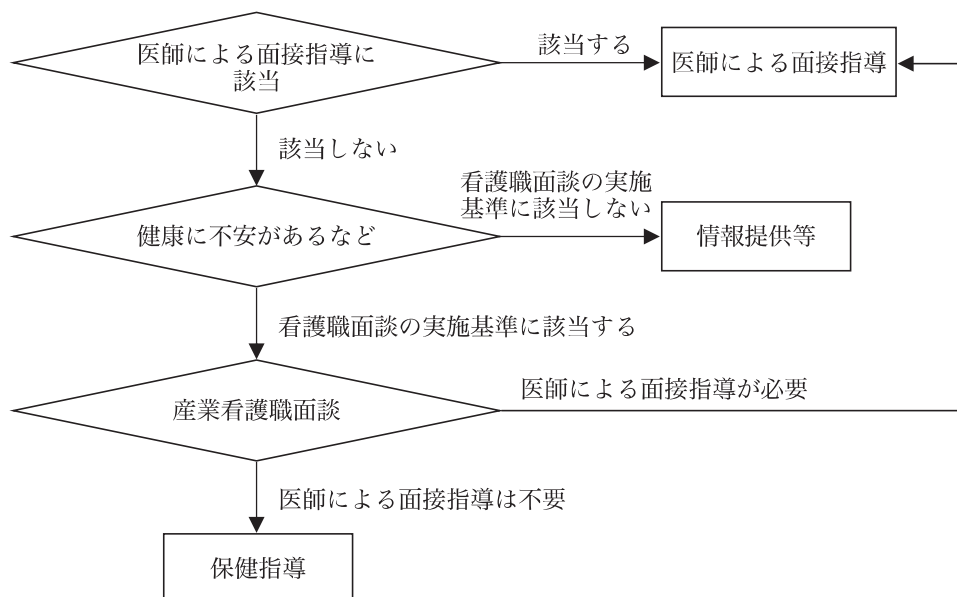 医師による面接指導に
該当
該当する
医師による面接指導
該当しない
健康に不安があるなど
看護職面談の実施
基準に該当しない
情報提供等
看護職面談の実施基準に該当する
産業看護職面談
医師による面接指導が必要
医師による面接指導は不要
保健指導